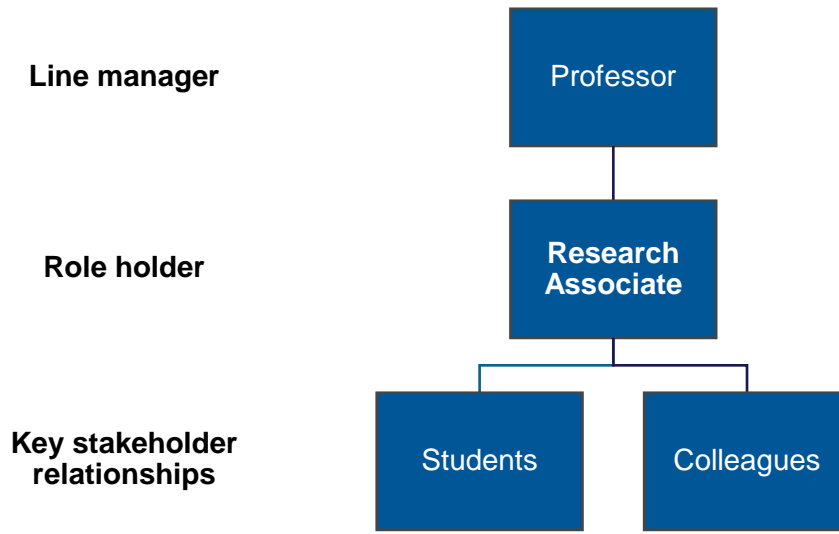 Line manager
Professor
Role holder
Research
Associate
Key stakeholder
relationships
Students
Colleagues